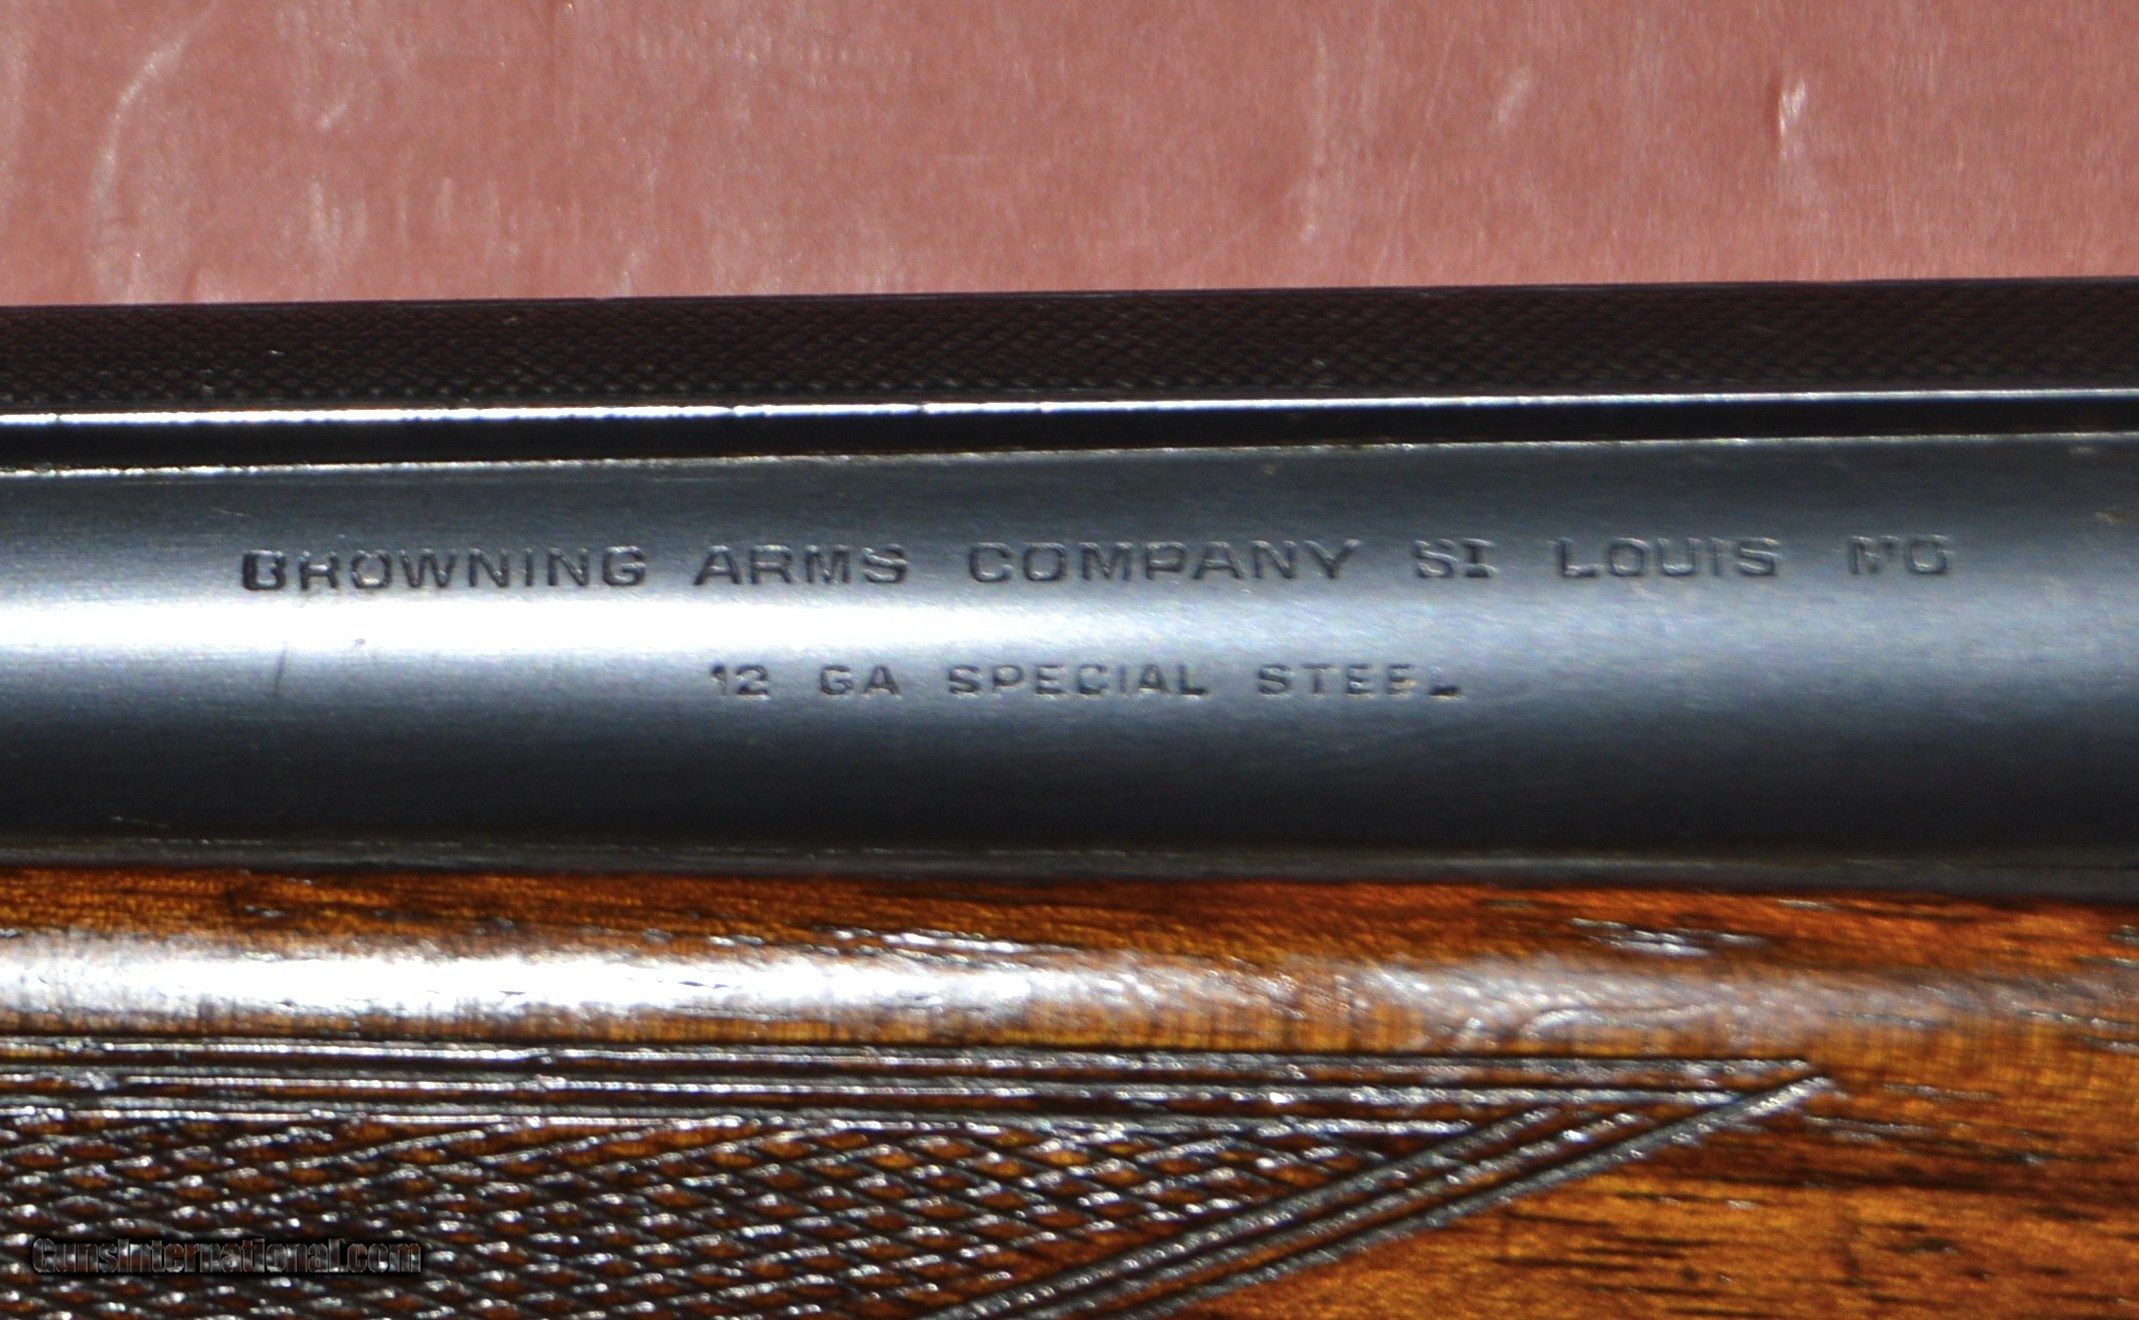 BROWNING ARMS COMPANY ST LOUIS MO
12 GA SPECIAL STEEL
GunsInternational.com